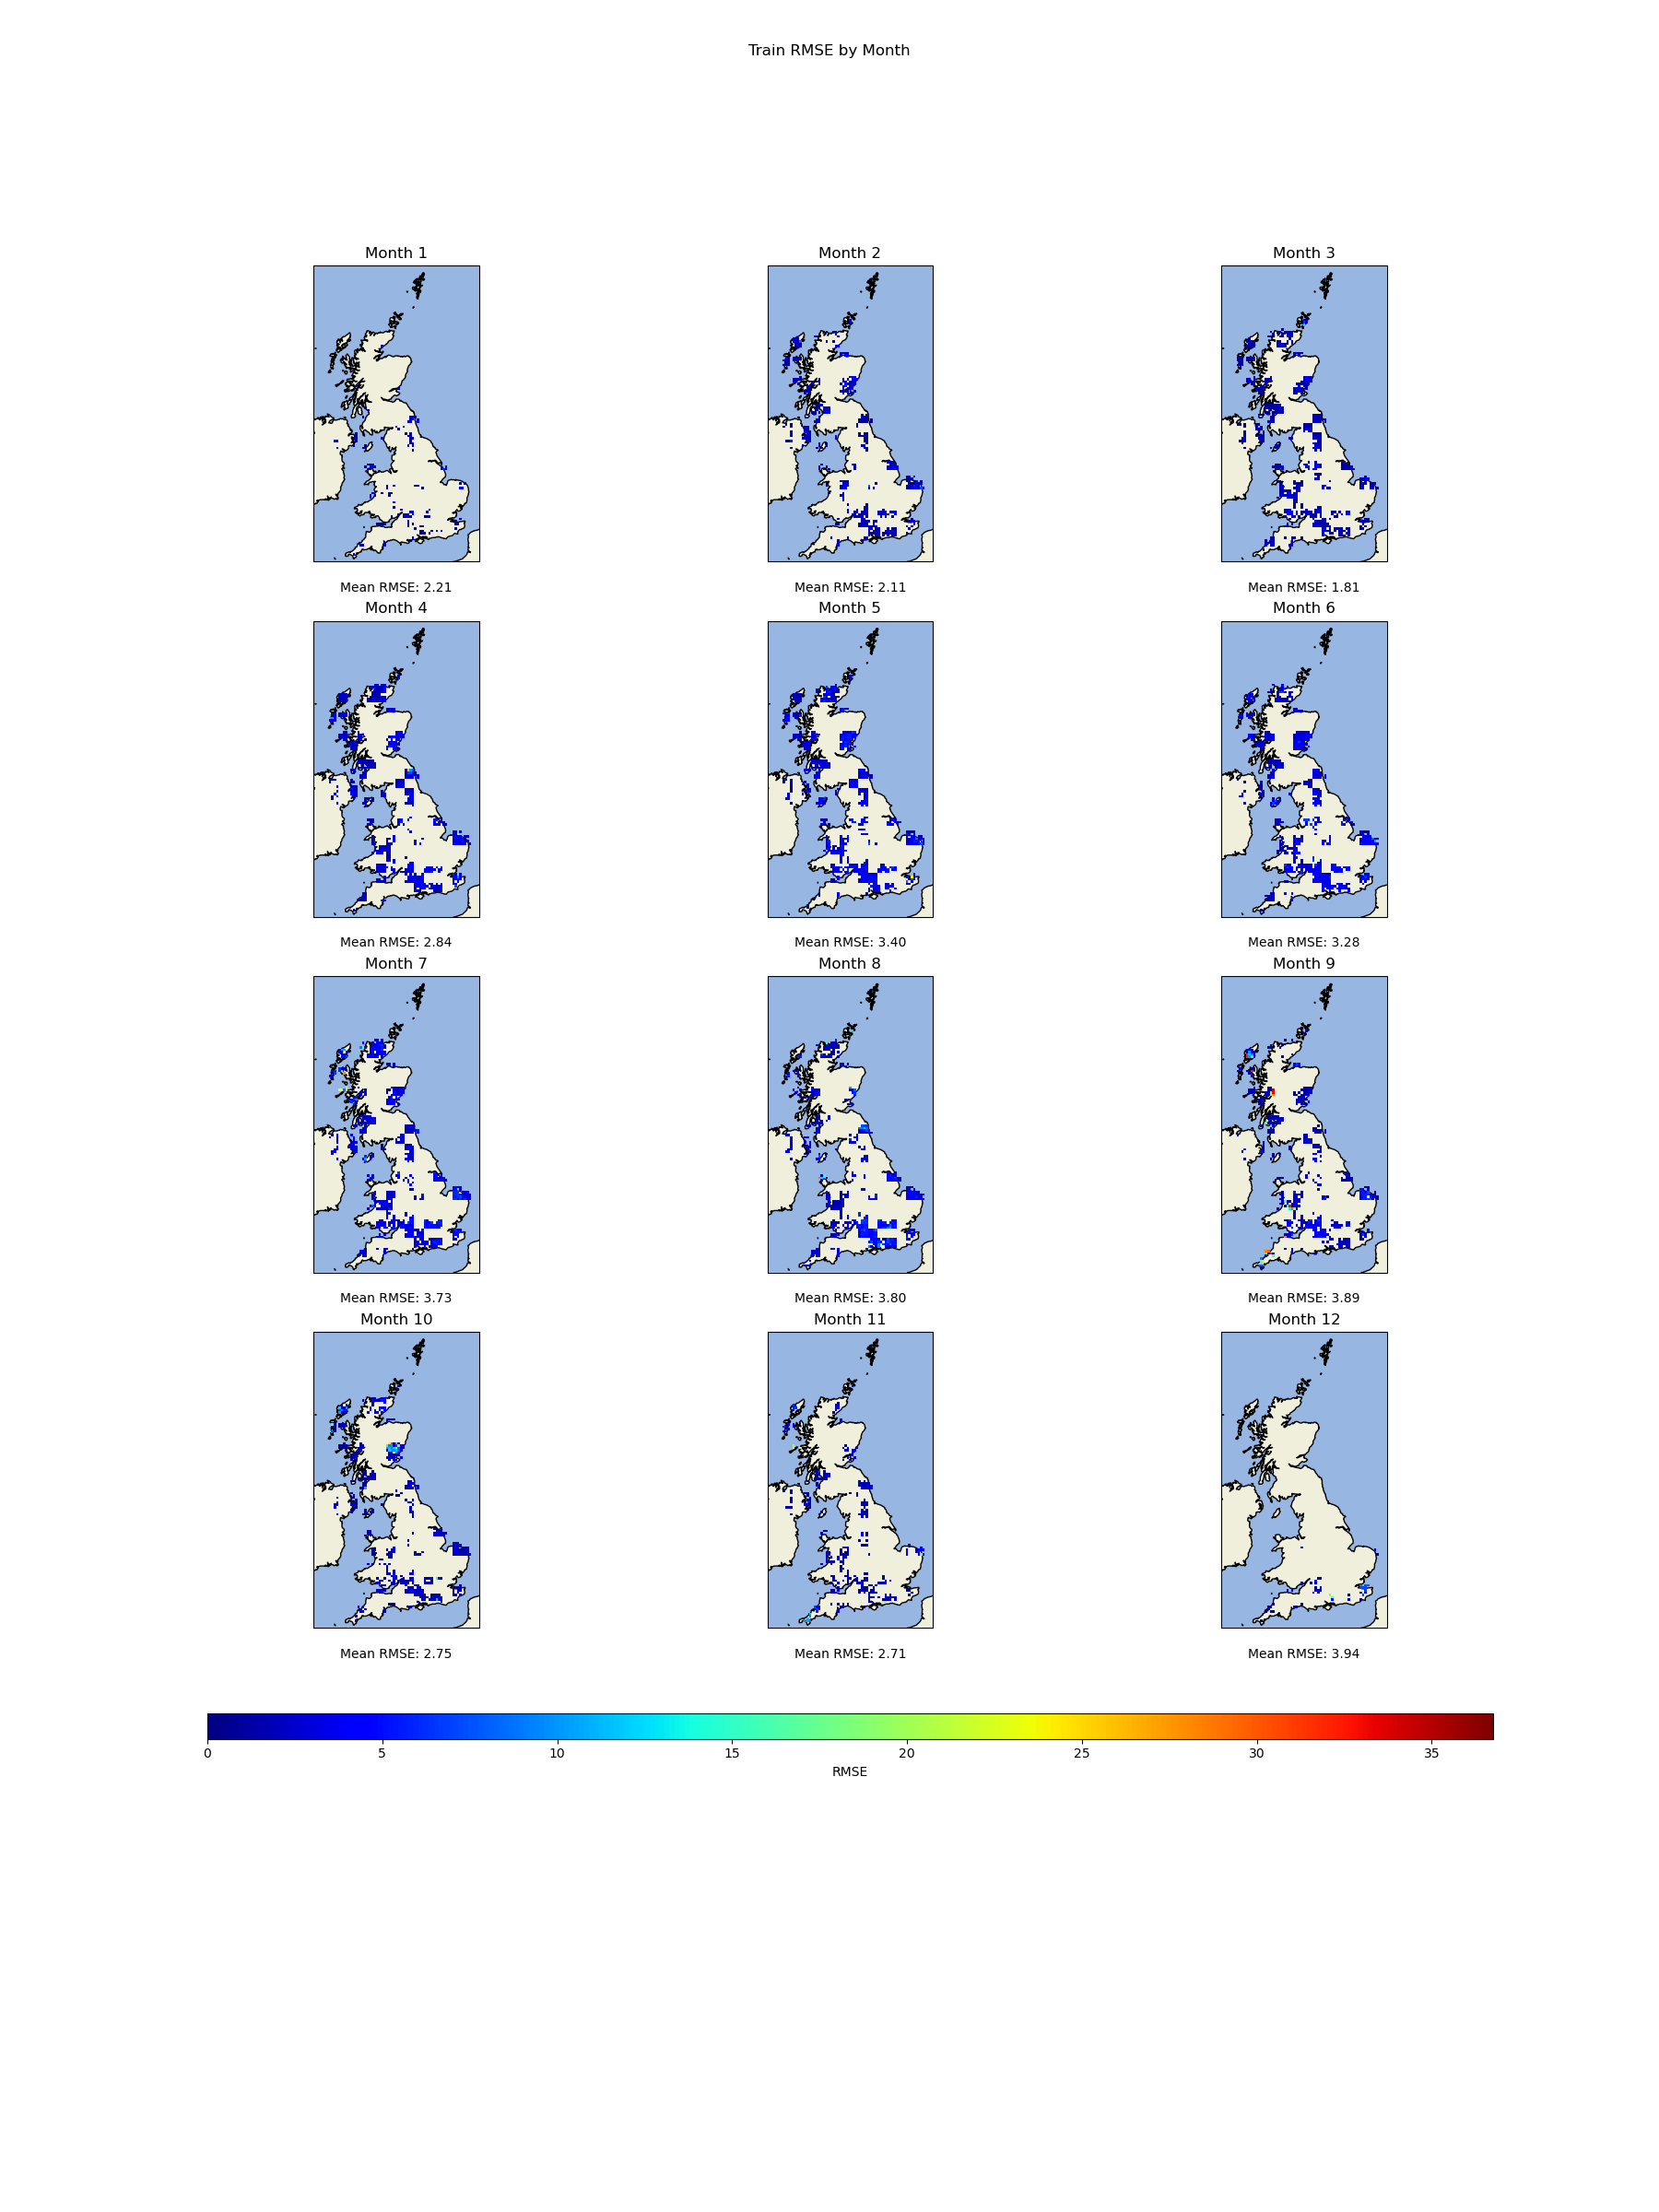 Train RMSE by Month
Month 1
Month 2
Month 3
Mean RMSE: 2.21
Mean RMSE: 2.11
Mean RMSE: 1.81
Month 4
Month 5
Month 6
Mean RMSE: 2.84
Mean RMSE: 3.40
Mean RMSE: 3.28
Month 7
Month 8
Month 9
Mean RMSE: 3.73
Mean RMSE: 3.80
Mean RMSE: 3.89
Month 10
Month 11
Month 12
Mean RMSE: 2.75
Mean RMSE: 2.71
Mean RMSE: 3.94
0 5 10 15 20 25 30 35
RMSE